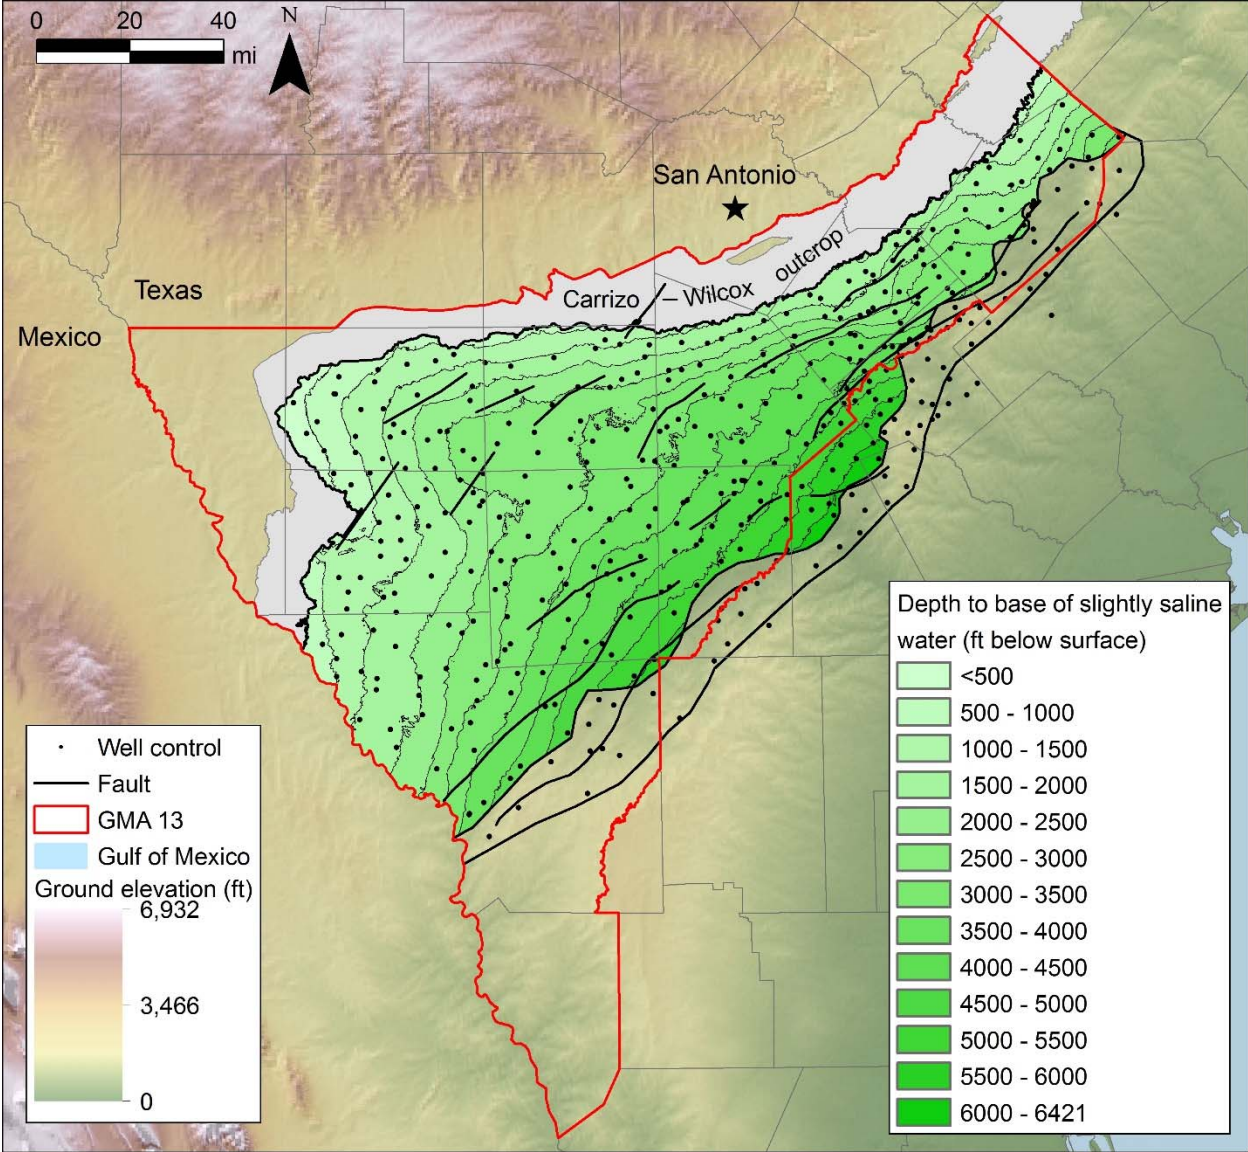 0 20 40
mi
N
San Antonio
Texas
Mexico
Carrizo – Wilcox outcrop
Well control
Fault
GMA 13
Gulf of Mexico
Ground elevation (ft)
6,932
3,466
0
Depth to base of slightly saline
water (ft below surface)
<500
500 - 1000
1000 - 1500
1500 - 2000
2000 - 2500
2500 - 3000
3000 - 3500
3500 - 4000
4000 - 4500
4500 - 5000
5000 - 5500
5500 - 6000
6000 - 6421